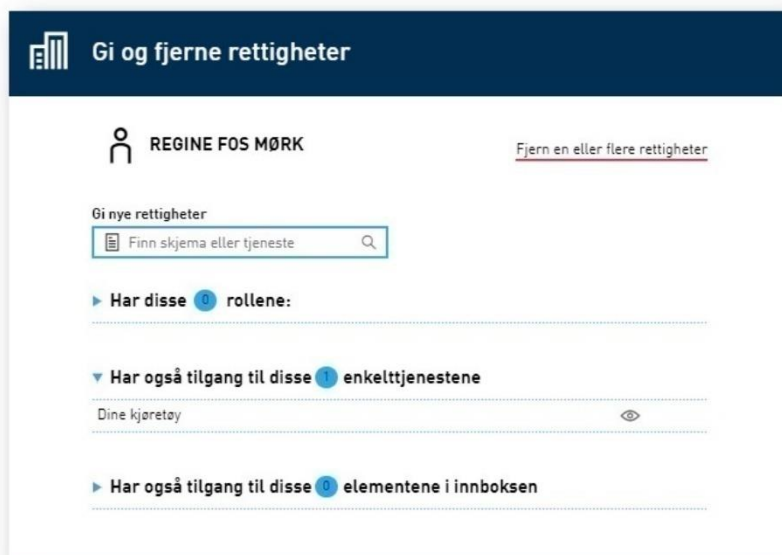 Gi og fjerne rettigheter
REGINE FOS MØRK
Fjern en eller flere rettigheter
Gi nye rettigheter
Finn skjema eller tjeneste
Har disse 0 rollene:
Har også tilgang til disse 1 enkelttjenestene
Dine kjøretøy
Har også tilgang til disse 0 elementene i innboksen